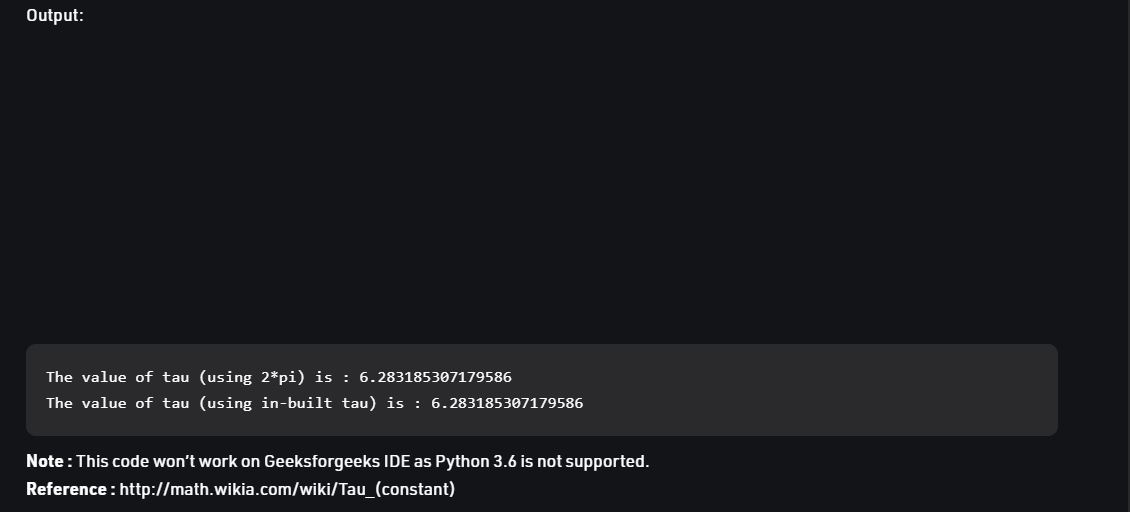 Output:
The value of tau (using 2*pi) is : 6.283185307179586
The value of tau (using in-built tau) is : 6.283185307179586
Note : This code won’t work on Geeksforgeeks IDE as Python 3.6 is not supported.
Reference : http://math.wikia.com/wiki/Tau_(constant)